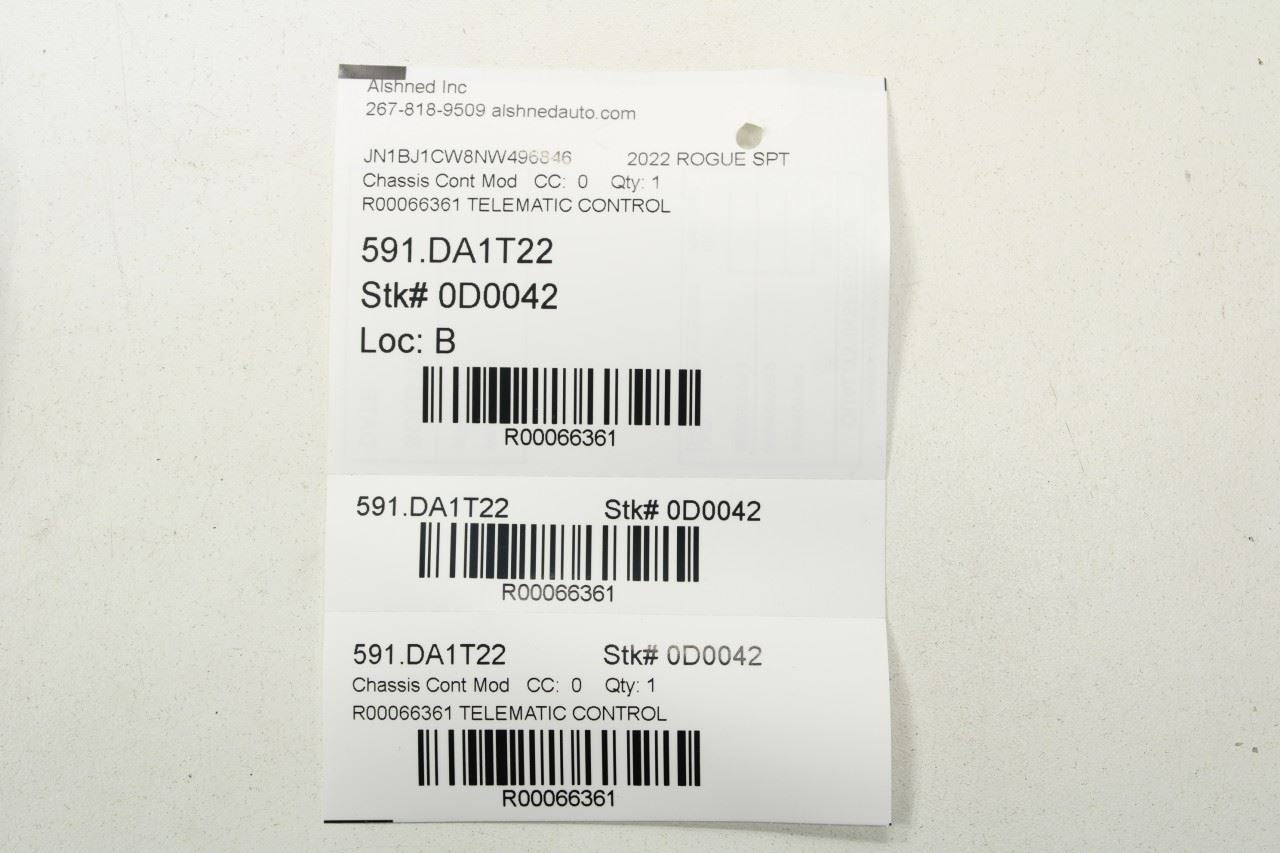 Alshned Inc
267-818-9509 alshnedauto.com
JN1BJ1CW8NW496846 2022 ROGUE SPT
Chassis Cont Mod CC: 0 Qty: 1
R00066361 TELEMATIC CONTROL
591.DA1T22
Stk# 0D0042
Loc: B
R00066361
591.DA1T22 Stk# 0D0042
R00066361
591.DA1T22 Stk# 0D0042
Chassis Cont Mod CC: 0 Qty: 1
R00066361 TELEMATIC CONTROL
R00066361